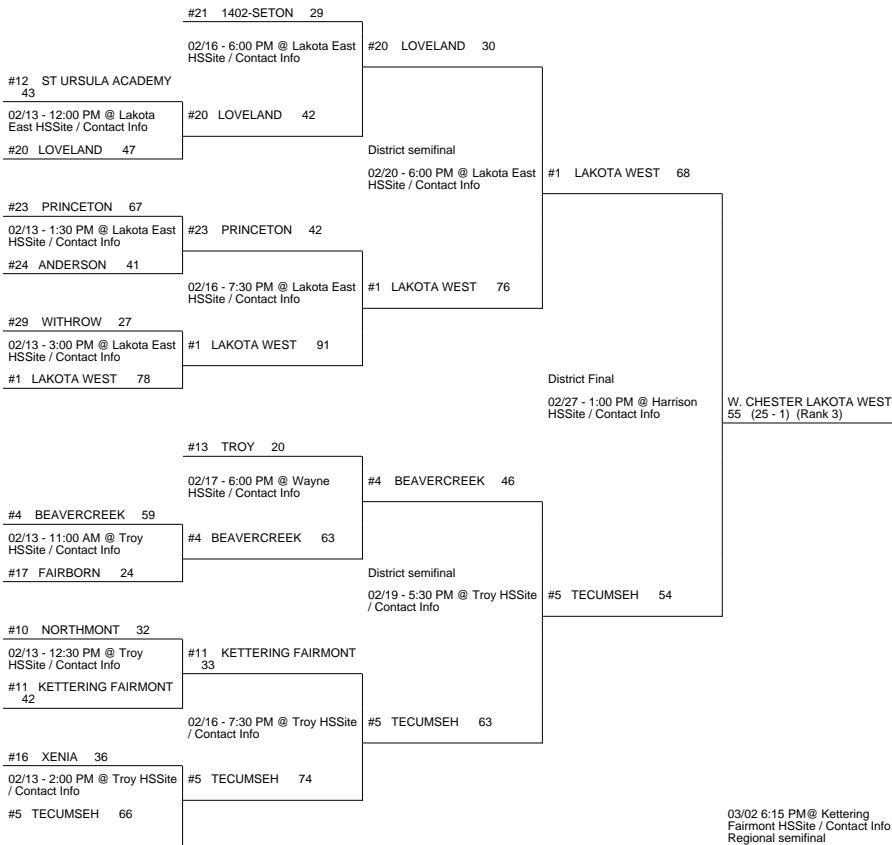 #21 1402-SETON 29
02/16 - 6:00 PM @ Lakota East
HSSite / Contact Info
#20 LOVELAND 30
#12 ST URSULA ACADEMY
43
02/13 - 12:00 PM @ Lakota
East HSSite / Contact Info
#20 LOVELAND 42
#20 LOVELAND 47
District semifinal
02/20 - 6:00 PM @ Lakota East
HSSite / Contact Info
#1 LAKOTA WEST 68
#23 PRINCETON 67
02/13 - 1:30 PM @ Lakota East
HSSite / Contact Info
#23 PRINCETON 42
#24 ANDERSON 41
02/16 - 7:30 PM @ Lakota East
HSSite / Contact Info
#1 LAKOTA WEST 76
#29 WITHROW 27
02/13 - 3:00 PM @ Lakota East
HSSite / Contact Info
#1 LAKOTA WEST 91
#1 LAKOTA WEST 78
District Final
02/27 - 1:00 PM @ Harrison
HSSite / Contact Info
W. CHESTER LAKOTA WEST
55 (25 - 1) (Rank 3)
#13 TROY 20
02/17 - 6:00 PM @ Wayne
HSSite / Contact Info
#4 BEAVERCREEK 46
#4 BEAVERCREEK 59
02/13 - 11:00 AM @ Troy
HSSite / Contact Info
#4 BEAVERCREEK 63
#17 FAIRBORN 24
District semifinal
02/19 - 5:30 PM @ Troy HSSite
/ Contact Info
#5 TECUMSEH 54
#10 NORTHMONT 32
02/13 - 12:30 PM @ Troy
HSSite / Contact Info
#11 KETTERING FAIRMONT
33
#11 KETTERING FAIRMONT
42
02/16 - 7:30 PM @ Troy HSSite
/ Contact Info
#5 TECUMSEH 63
#16 XENIA 36
02/13 - 2:00 PM @ Troy HSSite
/ Contact Info
#5 TECUMSEH 74
#5 TECUMSEH 66
03/02 6:15 PM@ Kettering
Fairmont HSSite / Contact Info
Regional semifinal